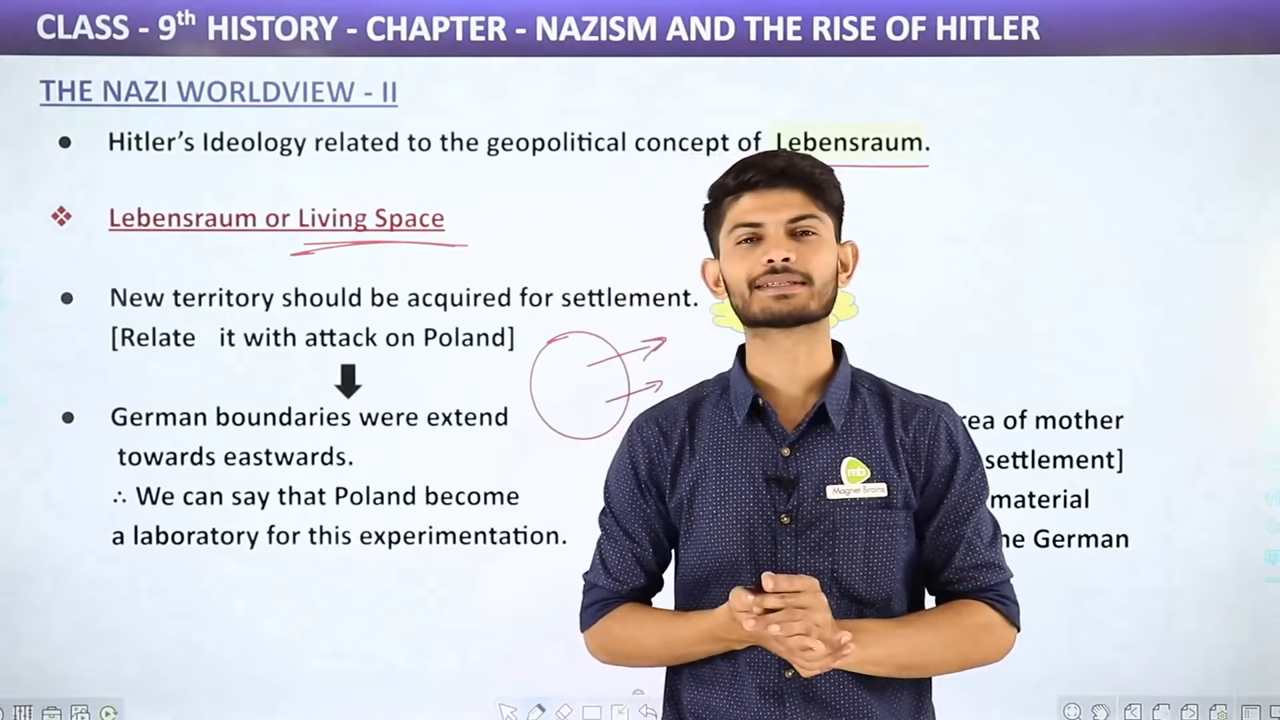 CLASS - 9th HISTORY - CHAPTER - NAZISM AND THE RISE OF HITLER
THE NAZI WORLDVIEW - II
• Hitler's Ideology related to the geopolitical concept of Lebensraum.
❖ Lebensraum or Living Space
• New territory should be acquired for settlement.
[Relate it with attack on Poland]
• German boundaries were extend
towards eastwards.
∴ We can say that Poland become
a laboratory for this experimentation.
of mother
settlement]
material
German
mb
Magnet Brains